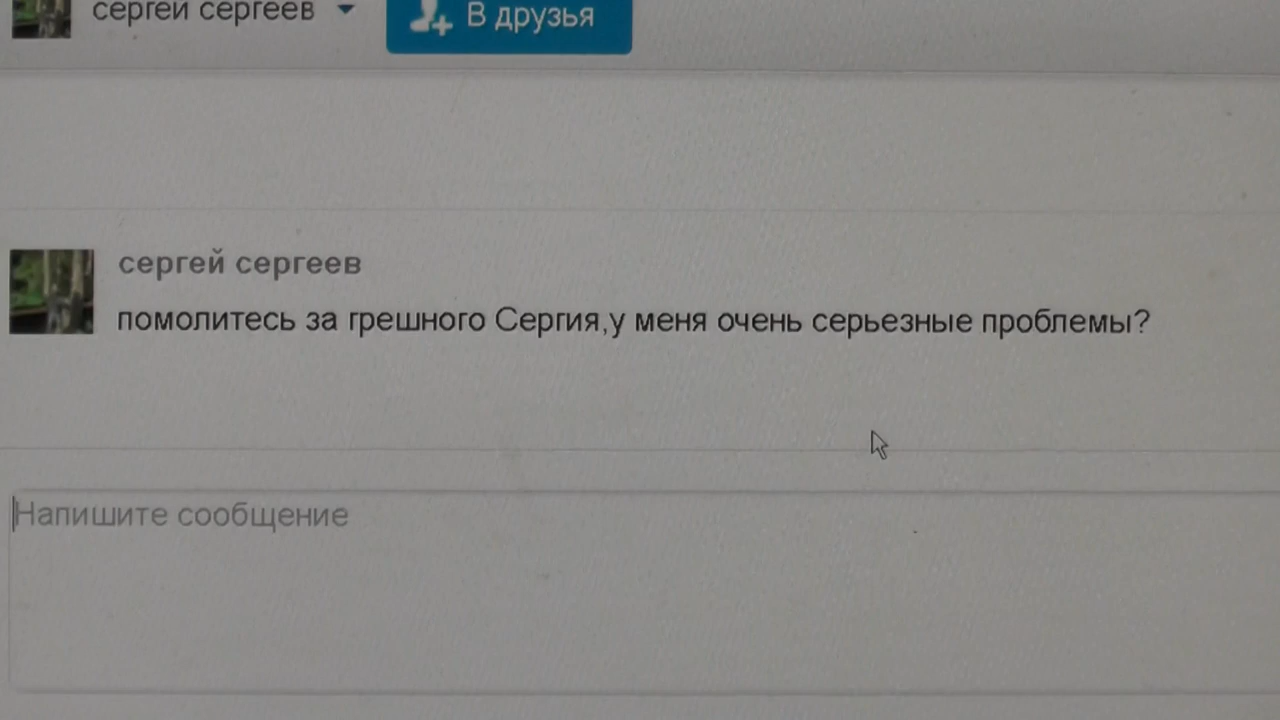 сергей сергеев
В друзья
сергей сергеев
помолитесь за грешного Сергия,у меня очень серьезные проблемы?
Напишите сообщение